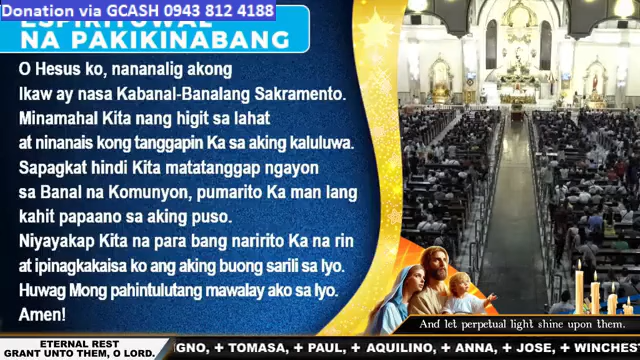 Donation via GCASH 0943 812 4188
ESPIRITUWAL
NA PAKIKINABANG
O Hesus ko, nananalig akong
Ikaw ay nasa Kabanal-Banalang Sakramento.
Minamahal Kita nang higit sa lahat
at ninanais kong tanggapin Ka sa aking kaluluwa.
Sapagkat hindi Kita matatanggap ngayon
sa Banal na Komunyon, pumarito Ka man lang
kahit papaano sa aking puso.
Niyayakap Kita na para bang naririto Ka na rin
at ipinagkakaisa ko ang aking buong sarili sa Iyo.
Huwag Mong pahintulutang mawalay ako sa Iyo.
Amen!
And let perpetual light shine upon them.
ETERNAL REST
GRANT UNTO THEM, O LORD.
GNO, + TOMASA, + PAUL, + AQUILINO, + ANNA, + JOSE, + WINCHES